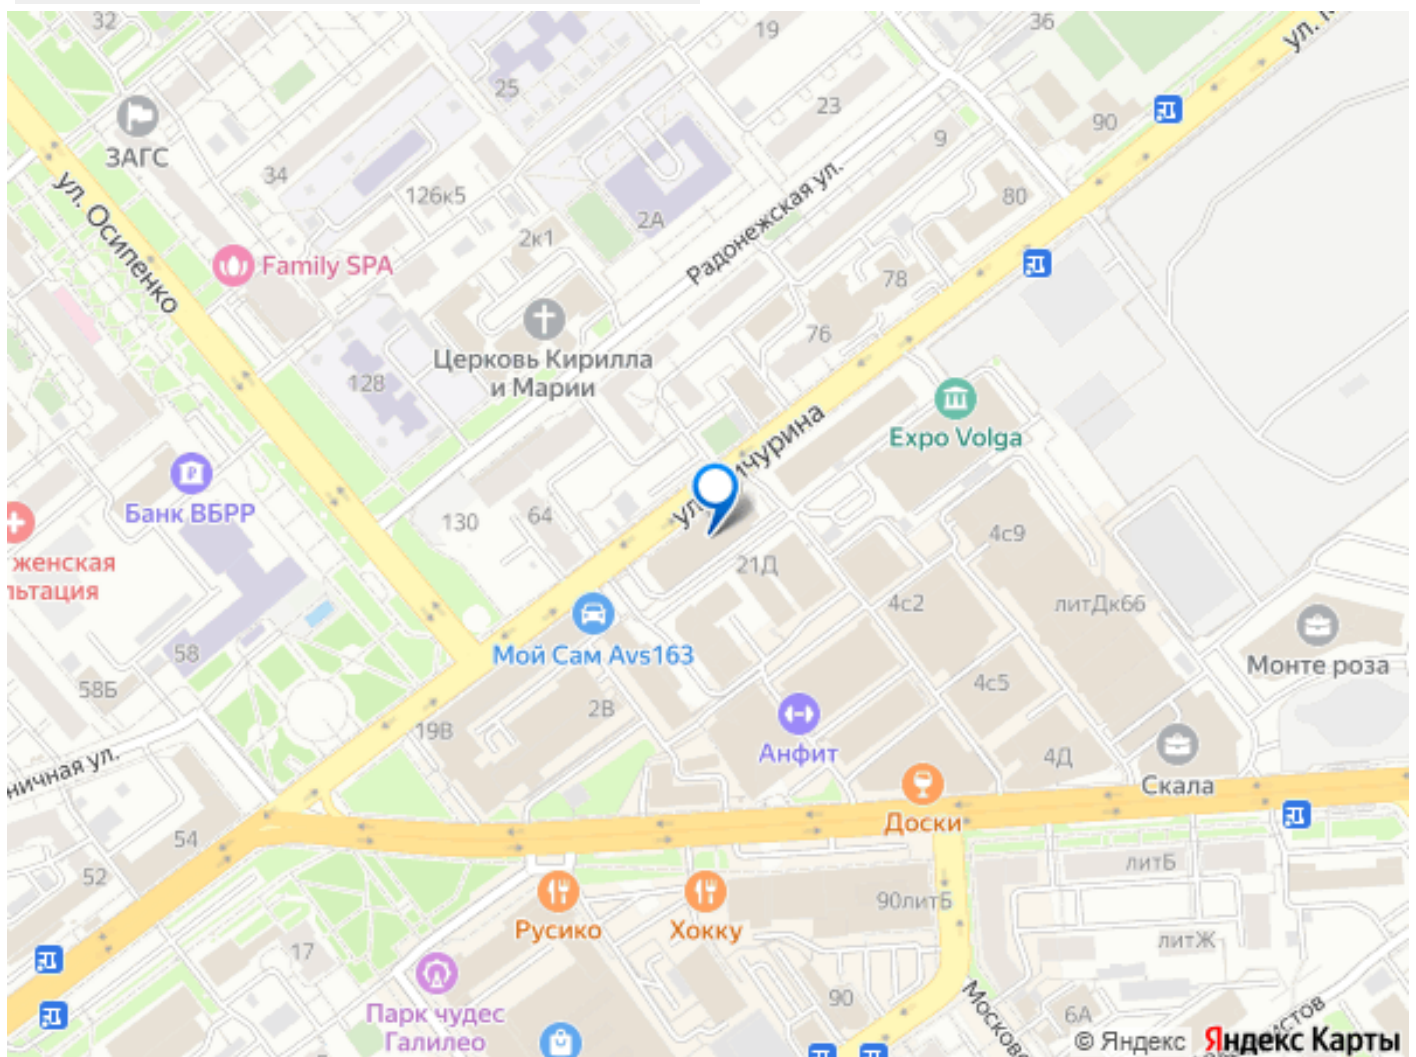 32
19
36
ул.
25
23
90
9
ЗАГС
34
126к5
2А
80
ул. Осипенко
2к1
Радонежская ул.
Family SPA
78
Церковь Кирилла
и Марии
76
128
Expo Volga
Банк ВБРР
130
64
ул.
ичурина
4с9
женская
льтация
21Д
4с2
литДк66
Мой Сам Avs163
Монте роза
58
58Б
4с5
2В
19В
Анфит
4Д
Скала
ничная ул.
Доски
54
52
литБ
90литБ
Русико
Хокку
17
литЖ
Парк чудес
Галилео
90
Москов
6А
© Яндекс
Яндекс Карты